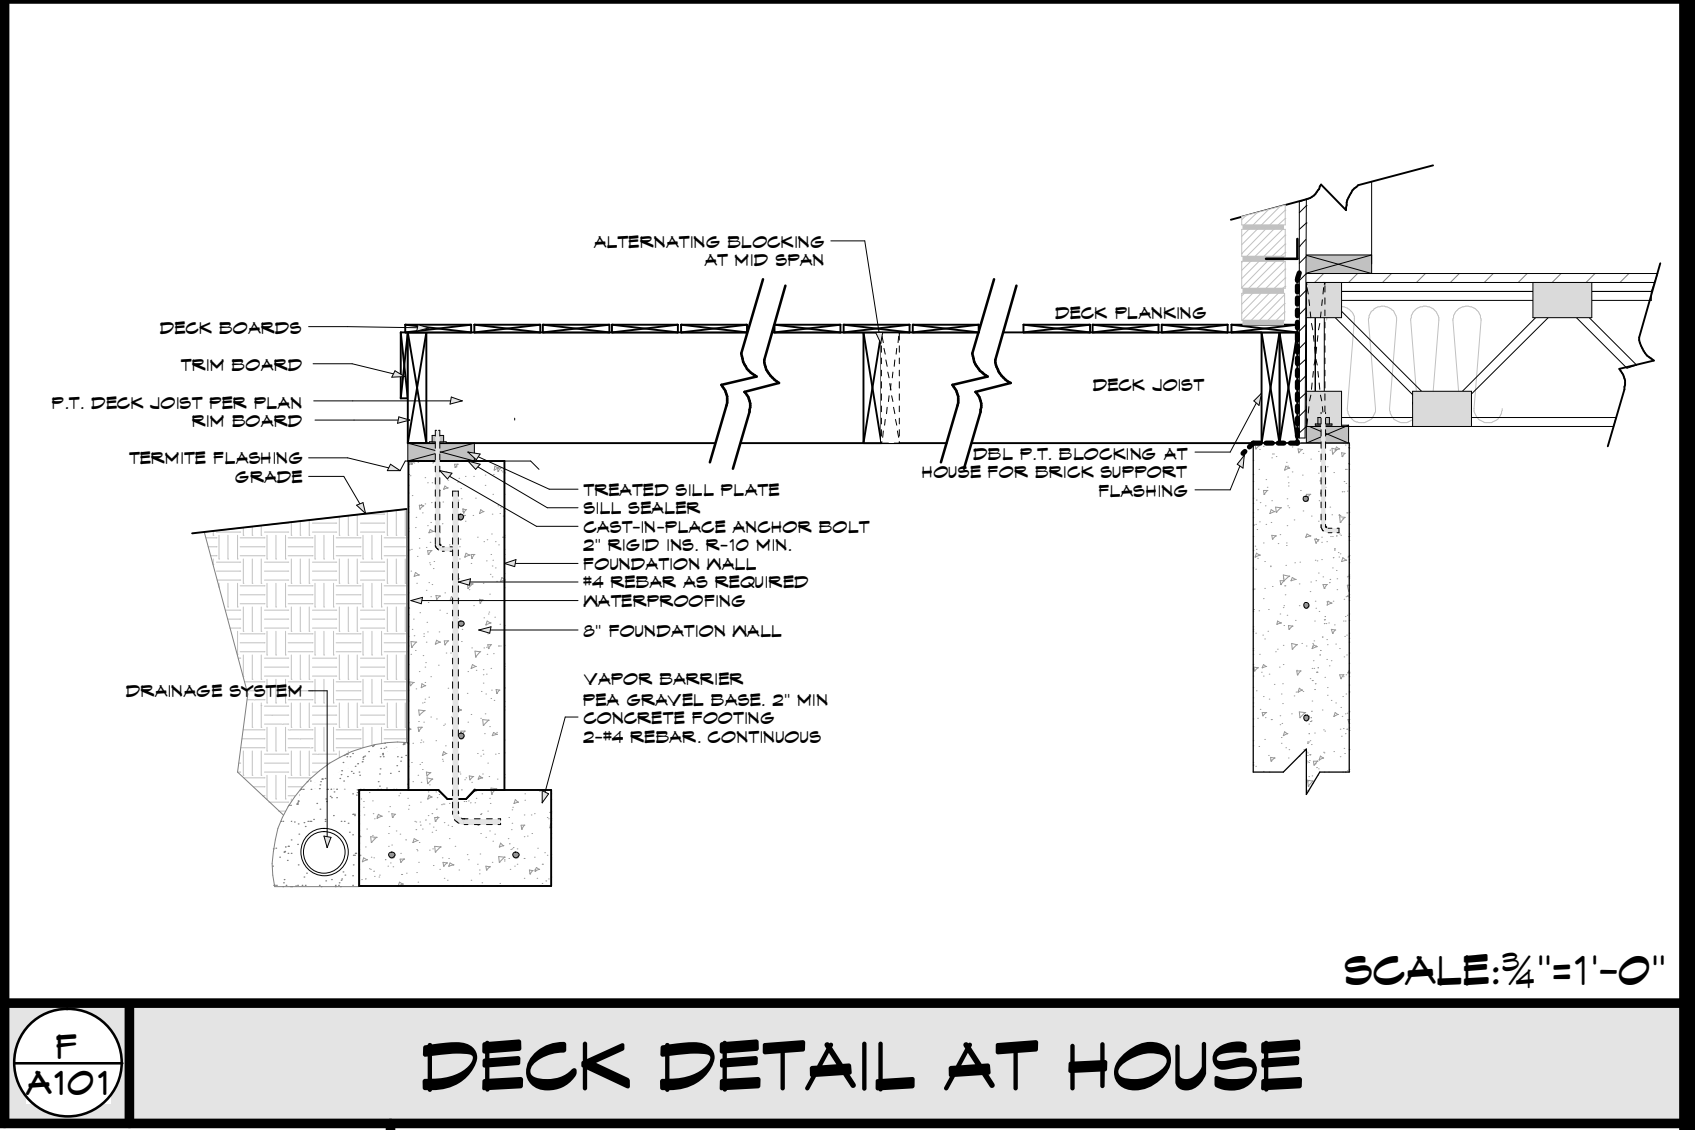 ALTERNATING BLOCKING
AT MID SPAN
DECK PLANKING
DECK BOARDS
TRIM BOARD
P.T. DECK JOIST PER PLAN
RIM BOARD
TERMITE FLASHING
GRADE
DECK JOIST
DBL P.T. BLOCKING AT
HOUSE FOR BRICK SUPPORT
FLASHING
TREATED SILL PLATE
SILL SEALER
CAST-IN-PLACE ANCHOR BOLT
2" RIGID INS. R-10 MIN.
FOUNDATION WALL
#4 REBAR AS REQUIRED
WATERPROOFING
8" FOUNDATION WALL
VAPOR BARRIER
PEA GRAVEL BASE. 2" MIN
CONCRETE FOOTING
2-#4 REBAR. CONTINUOUS
DRAINAGE SYSTEM
SCALE:¾"=1'-0"
F
A101
DECK DETAIL AT HOUSE